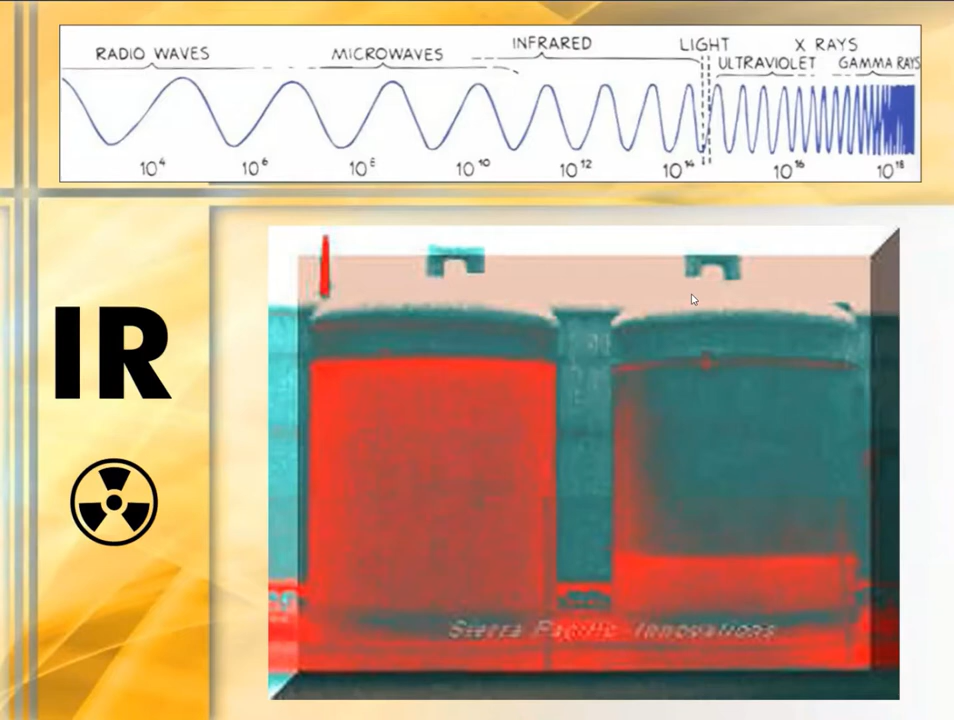 RADIO WAVES MICROWAVES INFRARED LIGHT X RAYS
ULTRAVIOLET GAMMA RAYS
10⁴ 10⁶ 10⁸ 10¹⁰ 10¹² 10¹⁴ 10¹⁶ 10¹⁸
IR
Sierra Pacific Innovations